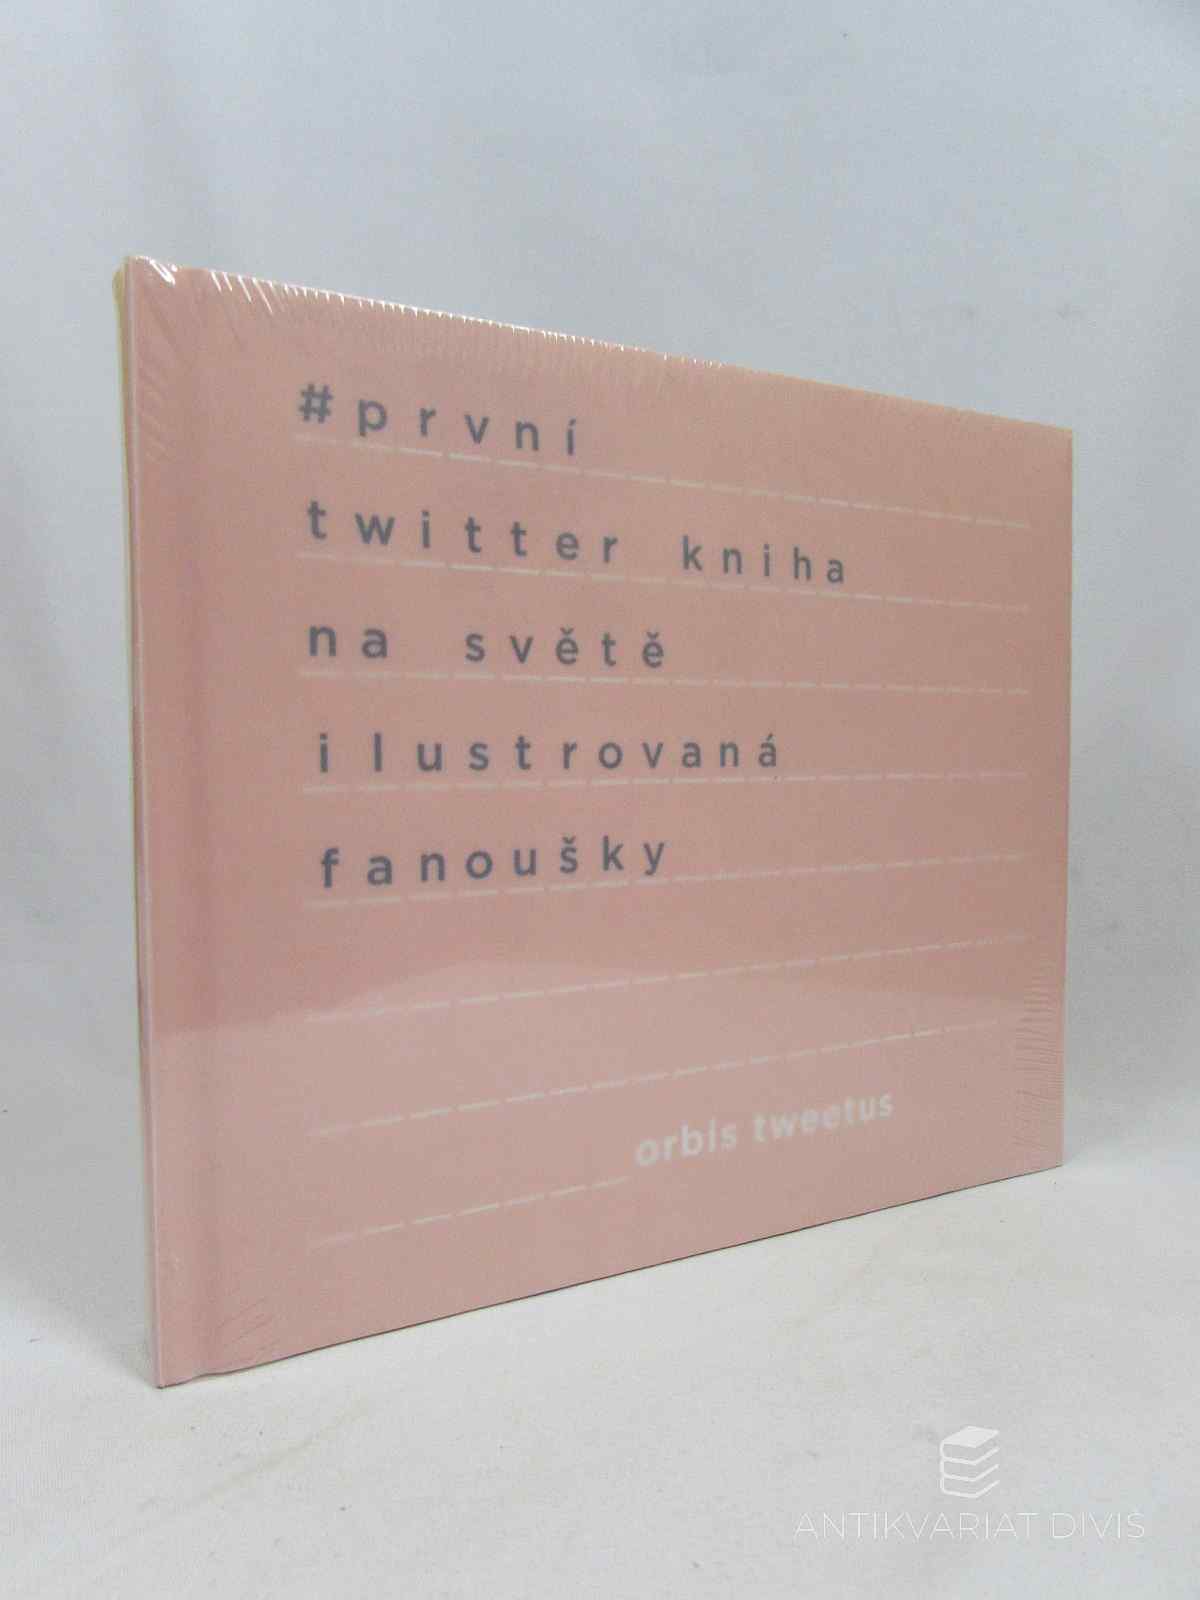 #první
twitter kniha
na světě
ilustrovaná
fanoušky
orbis tweetus
ANTIKVARIAT DIVIS